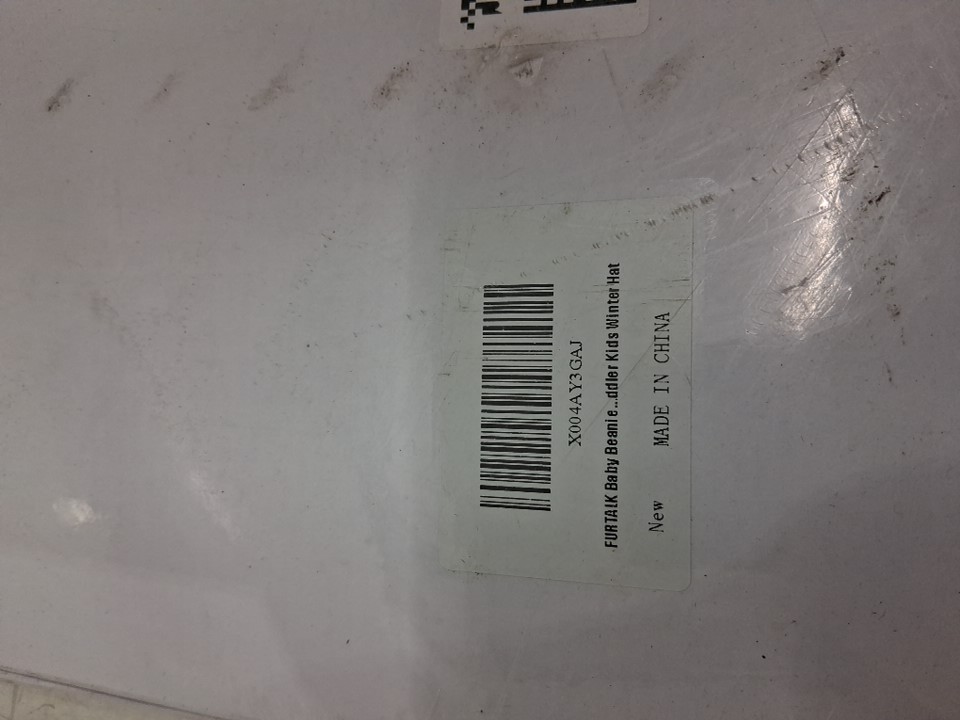 X004AY3GAJ
FURTALK Baby Beanie...ddler Kids Winter Hat
New MADE IN CHINA